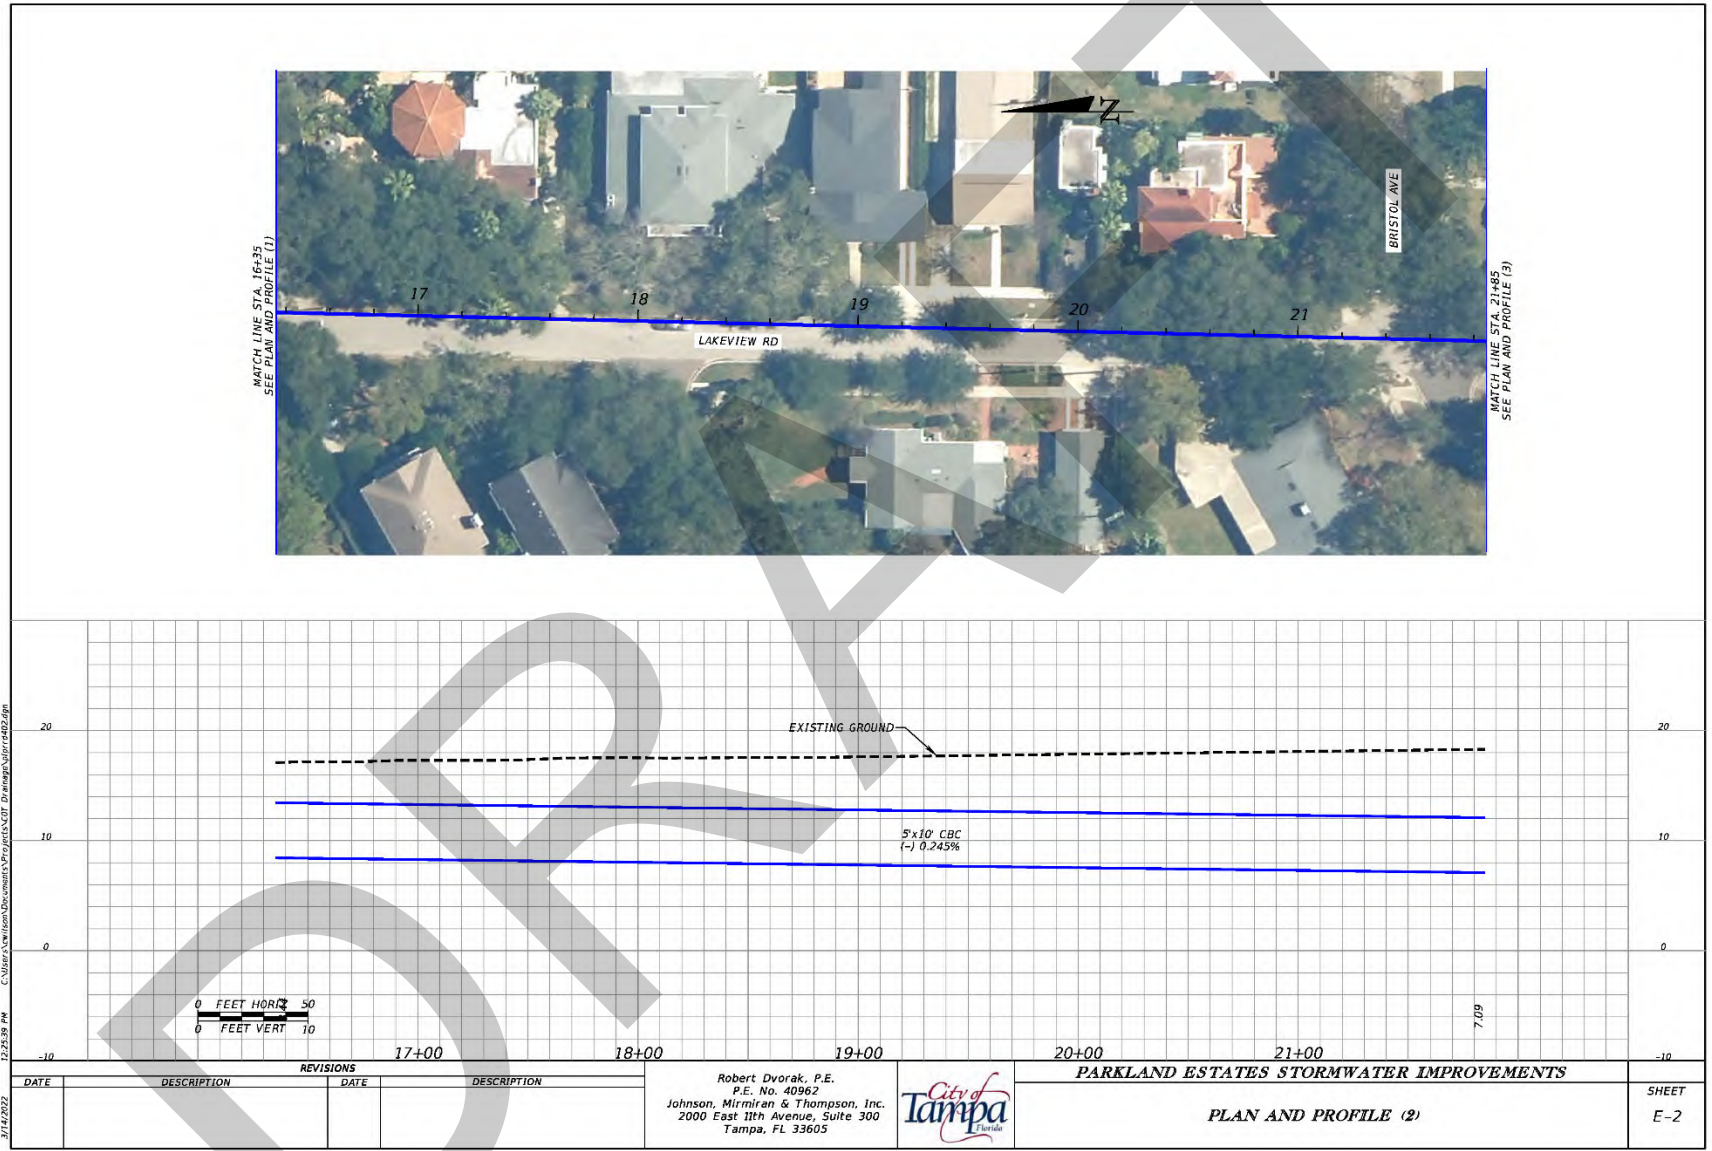 DRAFT
N
BRISTOL AVE
MATCH LINE STA. 16+35
SEE PLAN AND PROFILE (1)
17
18
19
20
21
LAKEVIEW RD
MATCH LINE STA. 21+85
SEE PLAN AND PROFILE (3)
20
20
EXISTING GROUND
10
10
5'x10' CBC
(-) 0.245%
0
0
0 FEET HORIZ 50
0 FEET VERT 10
7.09
-10
17+00
18+00
19+00
20+00
21+00
-10
3/14/2022
12:25:39 PM
REVISIONS
DATE
DESCRIPTION
DATE
DESCRIPTION
Robert Dvorak, P.E.
P.E. No. 40962
Johnson, Mirmiran & Thompson, Inc.
2000 East 11th Avenue, Suite 300
Tampa, FL 33605
City of
Tampa
Florida
PARKLAND ESTATES STORMWATER IMPROVEMENTS
PLAN AND PROFILE (2)
SHEET
E-2